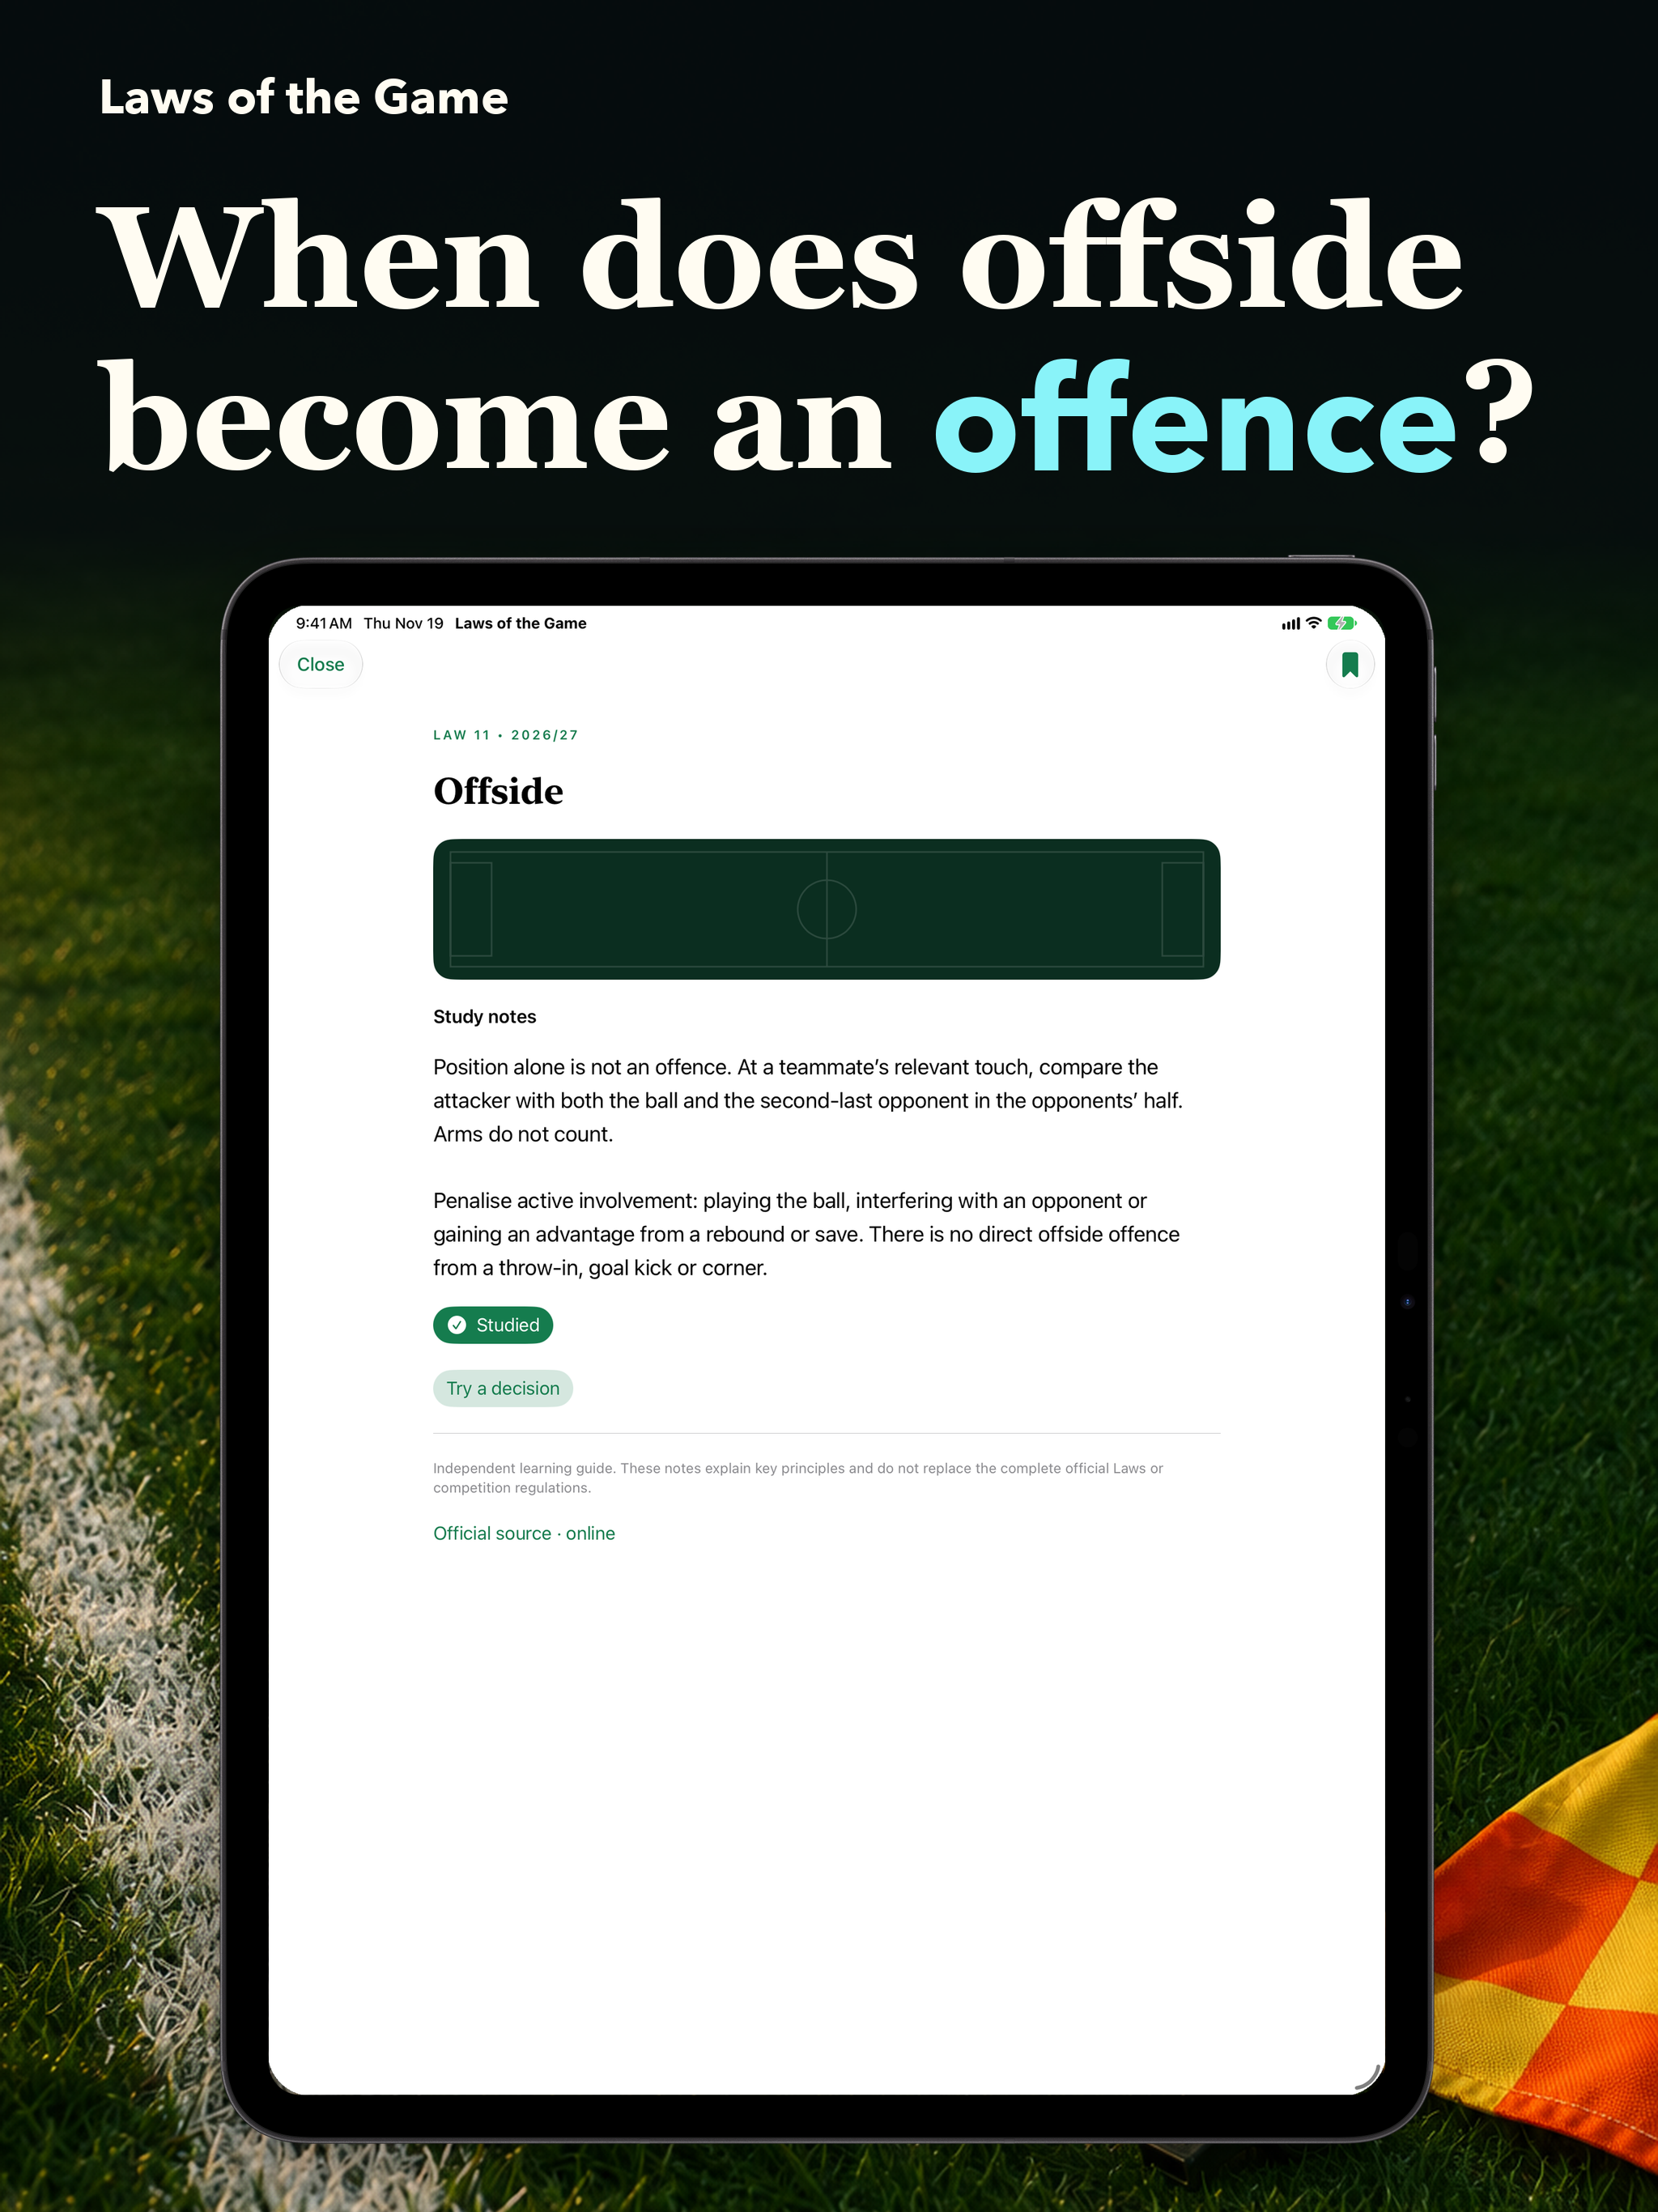 Laws of the Game
When does offside
become an offence?
9:41 AM Thu Nov 19 Laws of the Game
Close
LAW 11 • 2026/27
Offside
Study notes
Position alone is not an offence. At a teammate’s relevant touch, compare the
attacker with both the ball and the second-last opponent in the opponents’ half.
Arms do not count.
Penalise active involvement: playing the ball, interfering with an opponent or
gaining an advantage from a rebound or save. There is no direct offside offence
from a throw-in, goal kick or corner.
Studied
Try a decision
Independent learning guide. These notes explain key principles and do not replace the complete official Laws or
competition regulations.
Official source · online